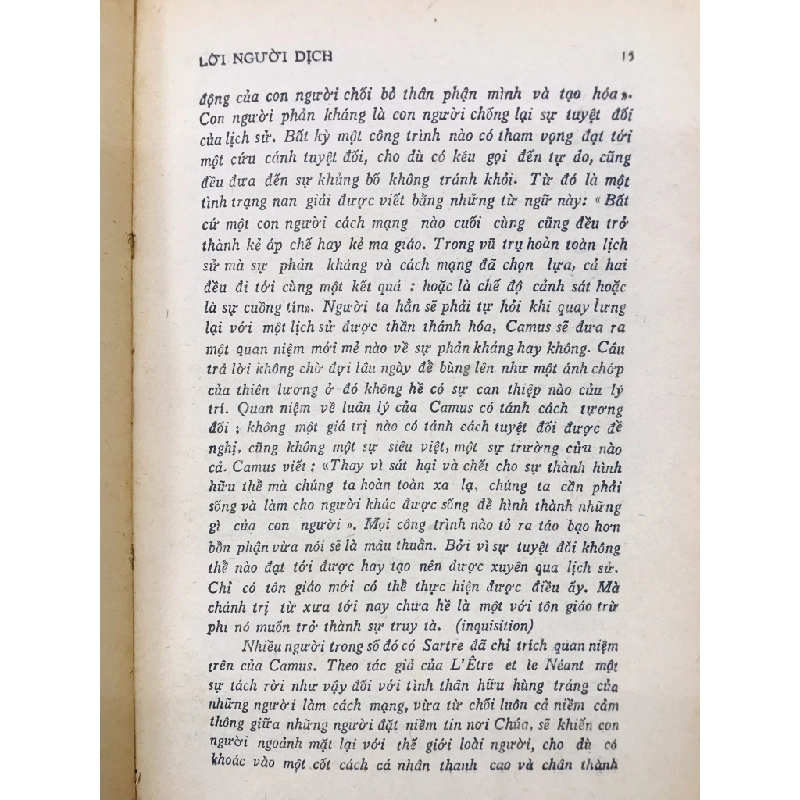 LỜI NGƯỜI DỊCH 15
động của con người chối bỏ thân phận mình và tạo hóa».
Con người phản kháng là con người chống lại sự tuyệt đối
của lịch sử. Bất kỳ một công trình nào có tham vọng đạt tới
một cứu cánh tuyệt đối, cho dù có kêu gọi đến tự do, cũng
đều đưa đến sự khủng bố không tránh khỏi. Từ đó là một
tình trạng nan giải được viết bằng những từ ngữ này: «Bất
cứ một con người cách mạng nào cuối cùng cũng đều trở
thành kẻ áp chế hay kẻ ma giáo. Trong vũ trụ hoàn toàn lịch
sử mà sự phản kháng và cách mạng đã chọn lựa, cả hai
đều đi tới cùng một kết quả : hoặc là chế độ cảnh sát hoặc
là sự cuồng tín». Người ta hẳn sẽ phải tự hỏi khi quay lưng
lại với một lịch sử được thần thánh hóa, Camus sẽ đưa ra
một quan niệm mới mẻ nào về sự phản kháng hay không. Câu
trả lời không chờ đợi lâu ngày để bùng lên như một ánh chớp
của thiên lương ở đó không hề có sự can thiệp nào của lý
trí. Quan niệm về luân lý của Camus có tánh cách tương
đối ; không một giá trị nào có tánh cách tuyệt đối được đề
nghị, cũng không một sự siêu việt, một sự trường cửu nào
cả. Camus viết : «Thay vì sát hại và chết cho sự thành hình
hữu thể mà chúng ta hoàn toàn xa lạ, chúng ta cần phải
sống và làm cho người khác được sống để hình thành những
gì của con người ». Mọi công trình nào tỏ ra táo bạo hơn
bổn phận vừa nói sẽ là mâu thuẫn. Bởi vì sự tuyệt đối không
thể nào đạt tới được hay tạo nên được xuyên qua lịch sử.
Chỉ có tôn giáo mới có thể thực hiện được điều ấy. Mà
chánh trị từ xưa tới nay chưa hề là một với tôn giáo trừ
phi nó muốn trở thành sự truy tà. (inquisition)
Nhiều người trong số đó có Sartre đã chỉ trích quan niệm
trên của Camus. Theo tác giả của L'Être et le Néant một
sự tách rời như vậy đối với tình thân hữu hùng tráng của
những người làm cách mạng, vừa từ chối luôn cả niềm cảm
thông giữa những người đặt niềm tin nơi Chúa, sẽ khiến con
người ngoảnh mặt lại với thế giới loài người, cho dù có
khoác vào một cốt cách cá nhân thanh cao và chân thành